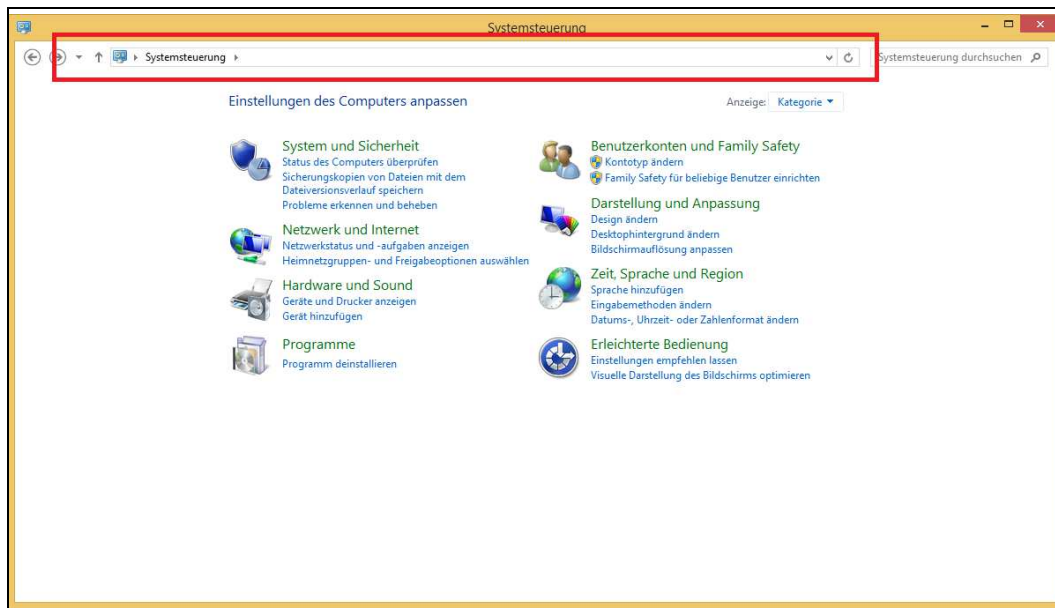 Systemsteuerung
Systemsteuerung
Systemsteuerung durchsuchen
Einstellungen des Computers anpassen
Anzeige: Kategorie
System und Sicherheit
Status des Computers überprüfen
Sicherungskopien von Dateien mit dem
Dateiversionsverlauf speichern
Probleme erkennen und beheben
Netzwerk und Internet
Netzwerkstatus und -aufgaben anzeigen
Heimnetzgruppen- und Freigabeoptionen auswählen
Hardware und Sound
Geräte und Drucker anzeigen
Gerät hinzufügen
Programme
Programm deinstallieren
Benutzerkonten und Family Safety
Kontotyp ändern
Family Safety für beliebige Benutzer einrichten
Darstellung und Anpassung
Design ändern
Desktophintergrund ändern
Bildschirmauflösung anpassen
Zeit, Sprache und Region
Sprache hinzufügen
Eingabemethoden ändern
Datums-, Uhrzeit- oder Zahlenformat ändern
Erleichterte Bedienung
Einstellungen empfehlen lassen
Visuelle Darstellung des Bildschirms optimieren